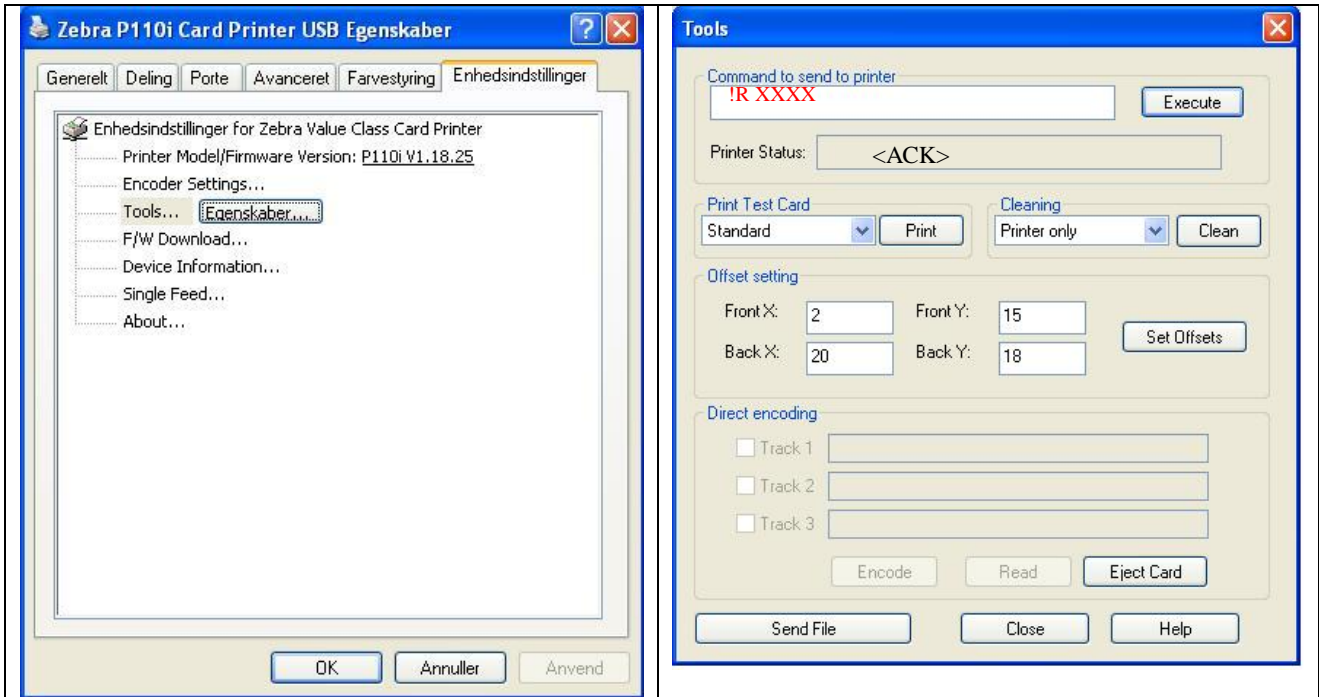 Zebra P110i Card Printer USB Egenskaber
Generelt Deling Porte Avanceret Farvestyring Enhedsindstillinger
Enhedsindstillinger for Zebra Value Class Card Printer
Printer Model/Firmware Version: P110i V1.18.25
Encoder Settings...
Tools... Egenskaber...
F/W Download...
Device Information...
Single Feed...
About...
OK Annuller Anvend
Tools
Command to send to printer
!R XXXX Execute
Printer Status: <ACK>
Print Test Card Cleaning
Standard Print Printer only Clean
Offset setting
Front X: 2 Front Y: 15
Set Offsets
Back X: 20 Back Y: 18
Direct encoding
Track 1
Track 2
Track 3
Encode Read Eject Card
Send File Close Help